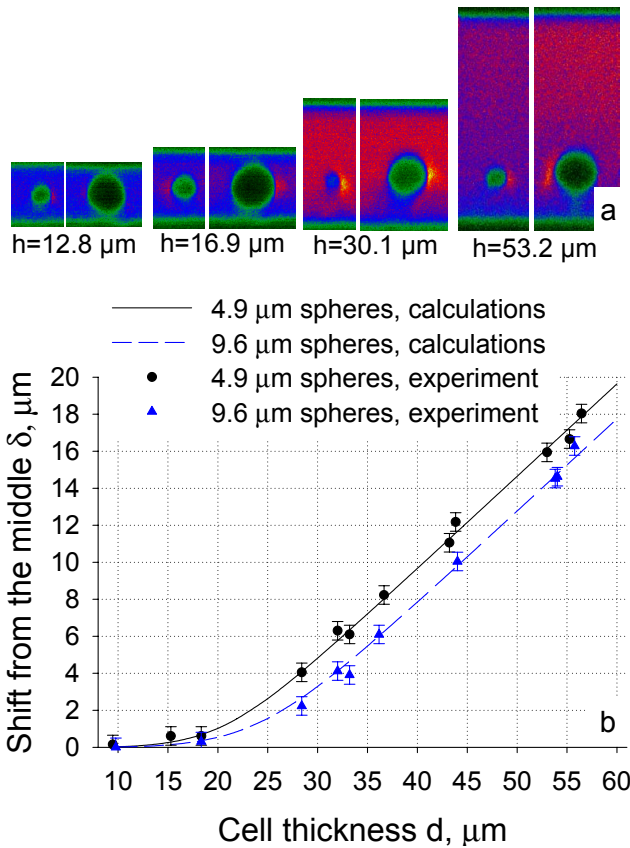 a
h=12.8 μm
h=16.9 μm
h=30.1 μm
h=53.2 μm
4.9 μm spheres, calculations
9.6 μm spheres, calculations
4.9 μm spheres, experiment
9.6 μm spheres, experiment
Shift from the middle δ, μm
20
18
16
14
12
10
8
6
4
2
0
b
10 15 20 25 30 35 40 45 50 55 60
Cell thickness d, μm